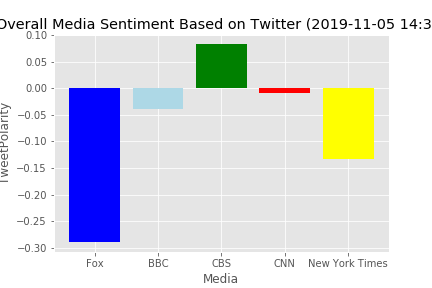 Overall Media Sentiment Based on Twitter (2019-11-05 14:3
0.10
0.05
0.00
−0.05
−0.10
−0.15
−0.20
−0.25
−0.30
TweetPolarity
Fox
BBC
CBS
CNN
New York Times
Media